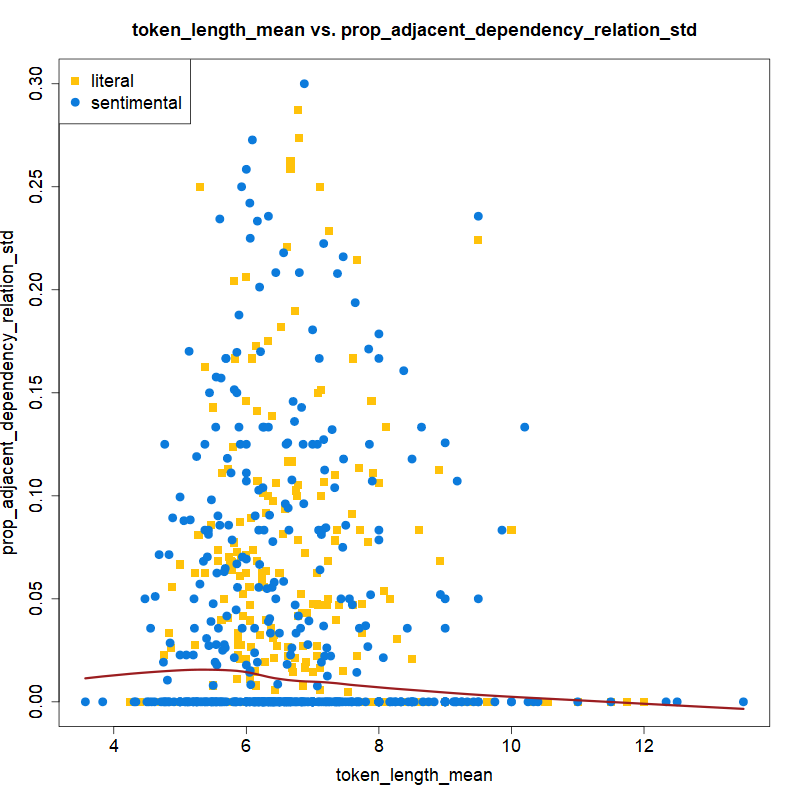 token_length_mean vs. prop_adjacent_dependency_relation_std
literal
sentimental
prop_adjacent_dependency_relation_std
0.30
0.25
0.20
0.15
0.10
0.05
0.00
4 6 8 10 12
token_length_mean